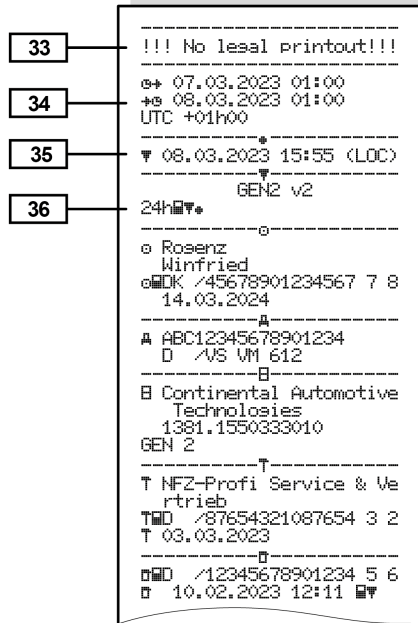 !!! No legal printout!!!
33
07.03.2023 01:00
34
08.03.2023 01:00
UTC +01h00
35
▼ 08.03.2023 15:55 (LOC)
GEN2 v2
36
24h
Rogenz
Winfried
DK /45678901234567 7 8
14.03.2024
ABC12345678901234
D /VS VM 612
Continental Automotive
Technologies
1381.1550333010
GEN 2
T NFZ-Profi Service & Ve
rtrieb
D /87654321087654 3 2
03.03.2023
D /12345678901234 5 6
10.02.2023 12:11